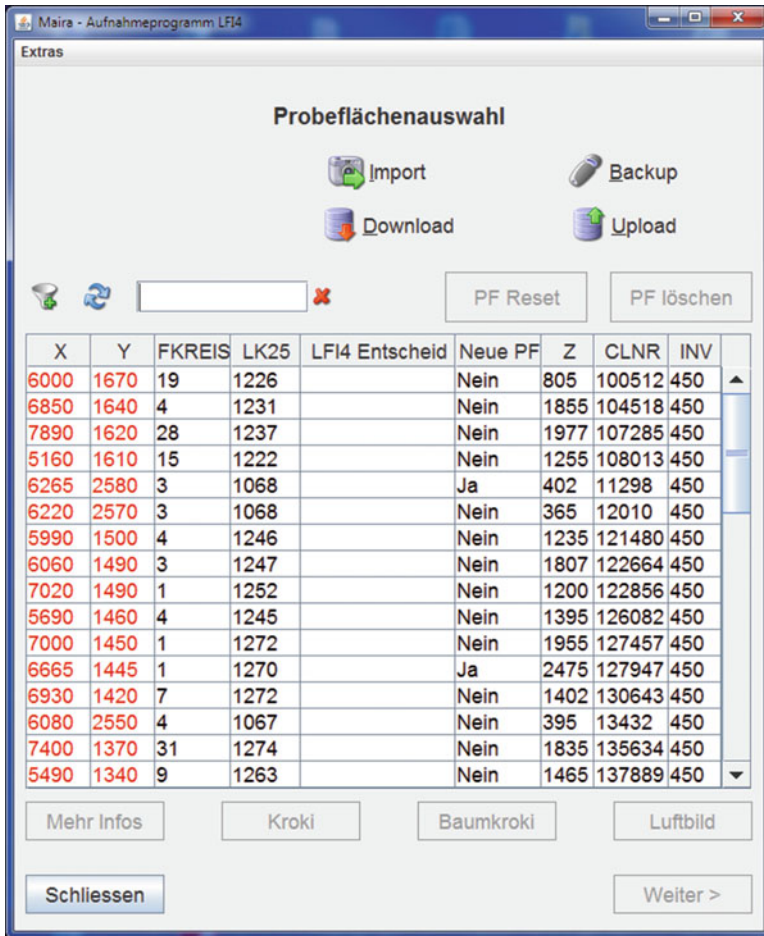 Maira - Aufnahmeprogramm LFI4
Extras
Probeflächenauswahl
Import Backup
Download Upload
PF Reset PF löschen
X Y FKREIS LK25 LFI4 Entscheid Neue PF Z CLNR INV
6000 1670 19 1226 Nein 805 100512 450
6850 1640 4 1231 Nein 1855 104518 450
7890 1620 28 1237 Nein 1977 107285 450
5160 1610 15 1222 Nein 1255 108013 450
6265 2580 3 1068 Ja 402 11298 450
6220 2570 3 1068 Nein 365 12010 450
5990 1500 4 1246 Nein 1235 121480 450
6060 1490 3 1247 Nein 1807 122664 450
7020 1490 1 1252 Nein 1200 122856 450
5690 1460 4 1245 Nein 1395 126082 450
7000 1450 1 1272 Nein 1955 127457 450
6665 1445 1 1270 Ja 2475 127947 450
6930 1420 7 1272 Nein 1402 130643 450
6080 2550 4 1067 Nein 395 13432 450
7400 1370 31 1274 Nein 1835 135634 450
5490 1340 9 1263 Nein 1465 137889 450
Mehr Infos Kroki Baumkroki Luftbild
Schliessen Weiter >